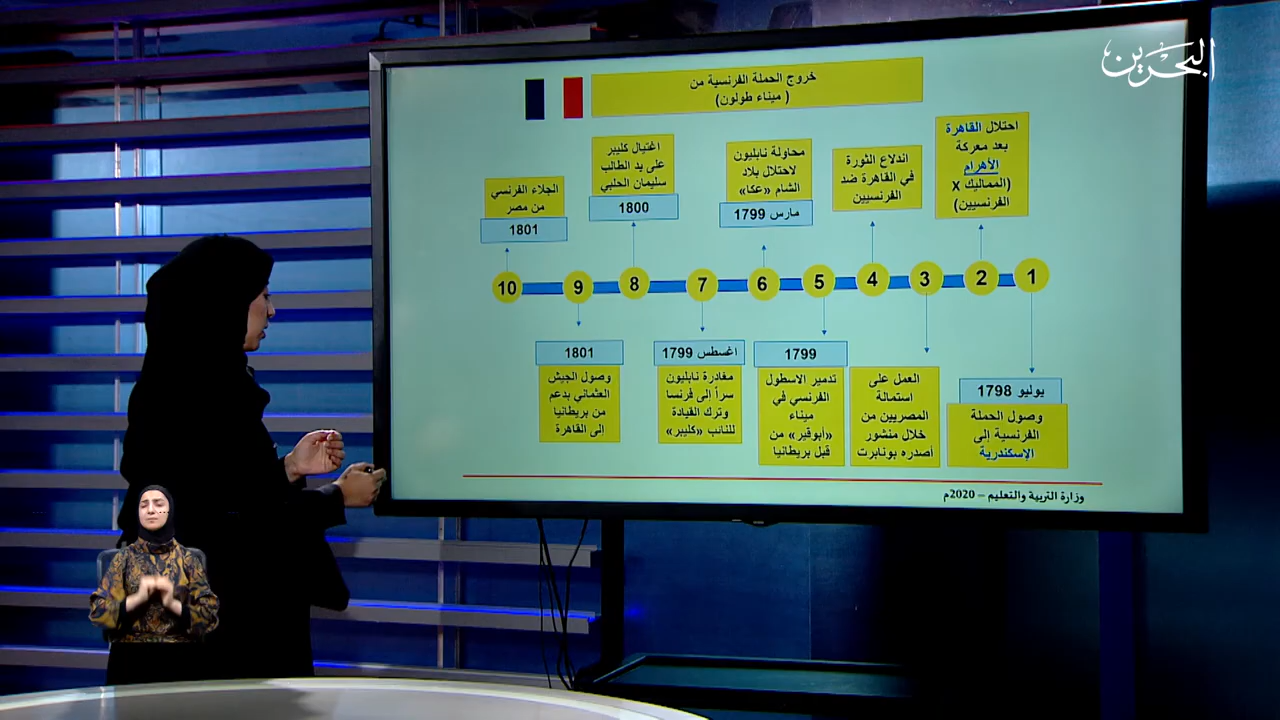 البحرين
خروج الحملة الفرنسية من
( ميناء طولون)
احتلال القاهرة
بعد معركة
الأهرام
(المماليك x
الفرنسيين)
اندلاع الثورة
في القاهرة ضد
الفرنسيين
محاولة نابليون
لاحتلال بلاد
الشام «عكا»
مارس 1799
اغتيال كليبر
على يد الطالب
سليمان الحلبي
1800
الجلاء الفرنسي
من مصر
1801
1
2
3
4
5
6
7
8
9
10
يوليو 1798
وصول الحملة
الفرنسية إلى
الإسكندرية
العمل على
استمالة
المصريين من
خلال منشور
أصدره بونابرت
1799
تدمير الاسطول
الفرنسي في
ميناء
«أبوقير» من
قبل بريطانيا
اغسطس 1799
مغادرة نابليون
سراً إلى فرنسا
وترك القيادة
للنائب «كليبر»
1801
وصول الجيش
العثماني بدعم
من بريطانيا
إلى القاهرة
وزارة التربية والتعليم – 2020م